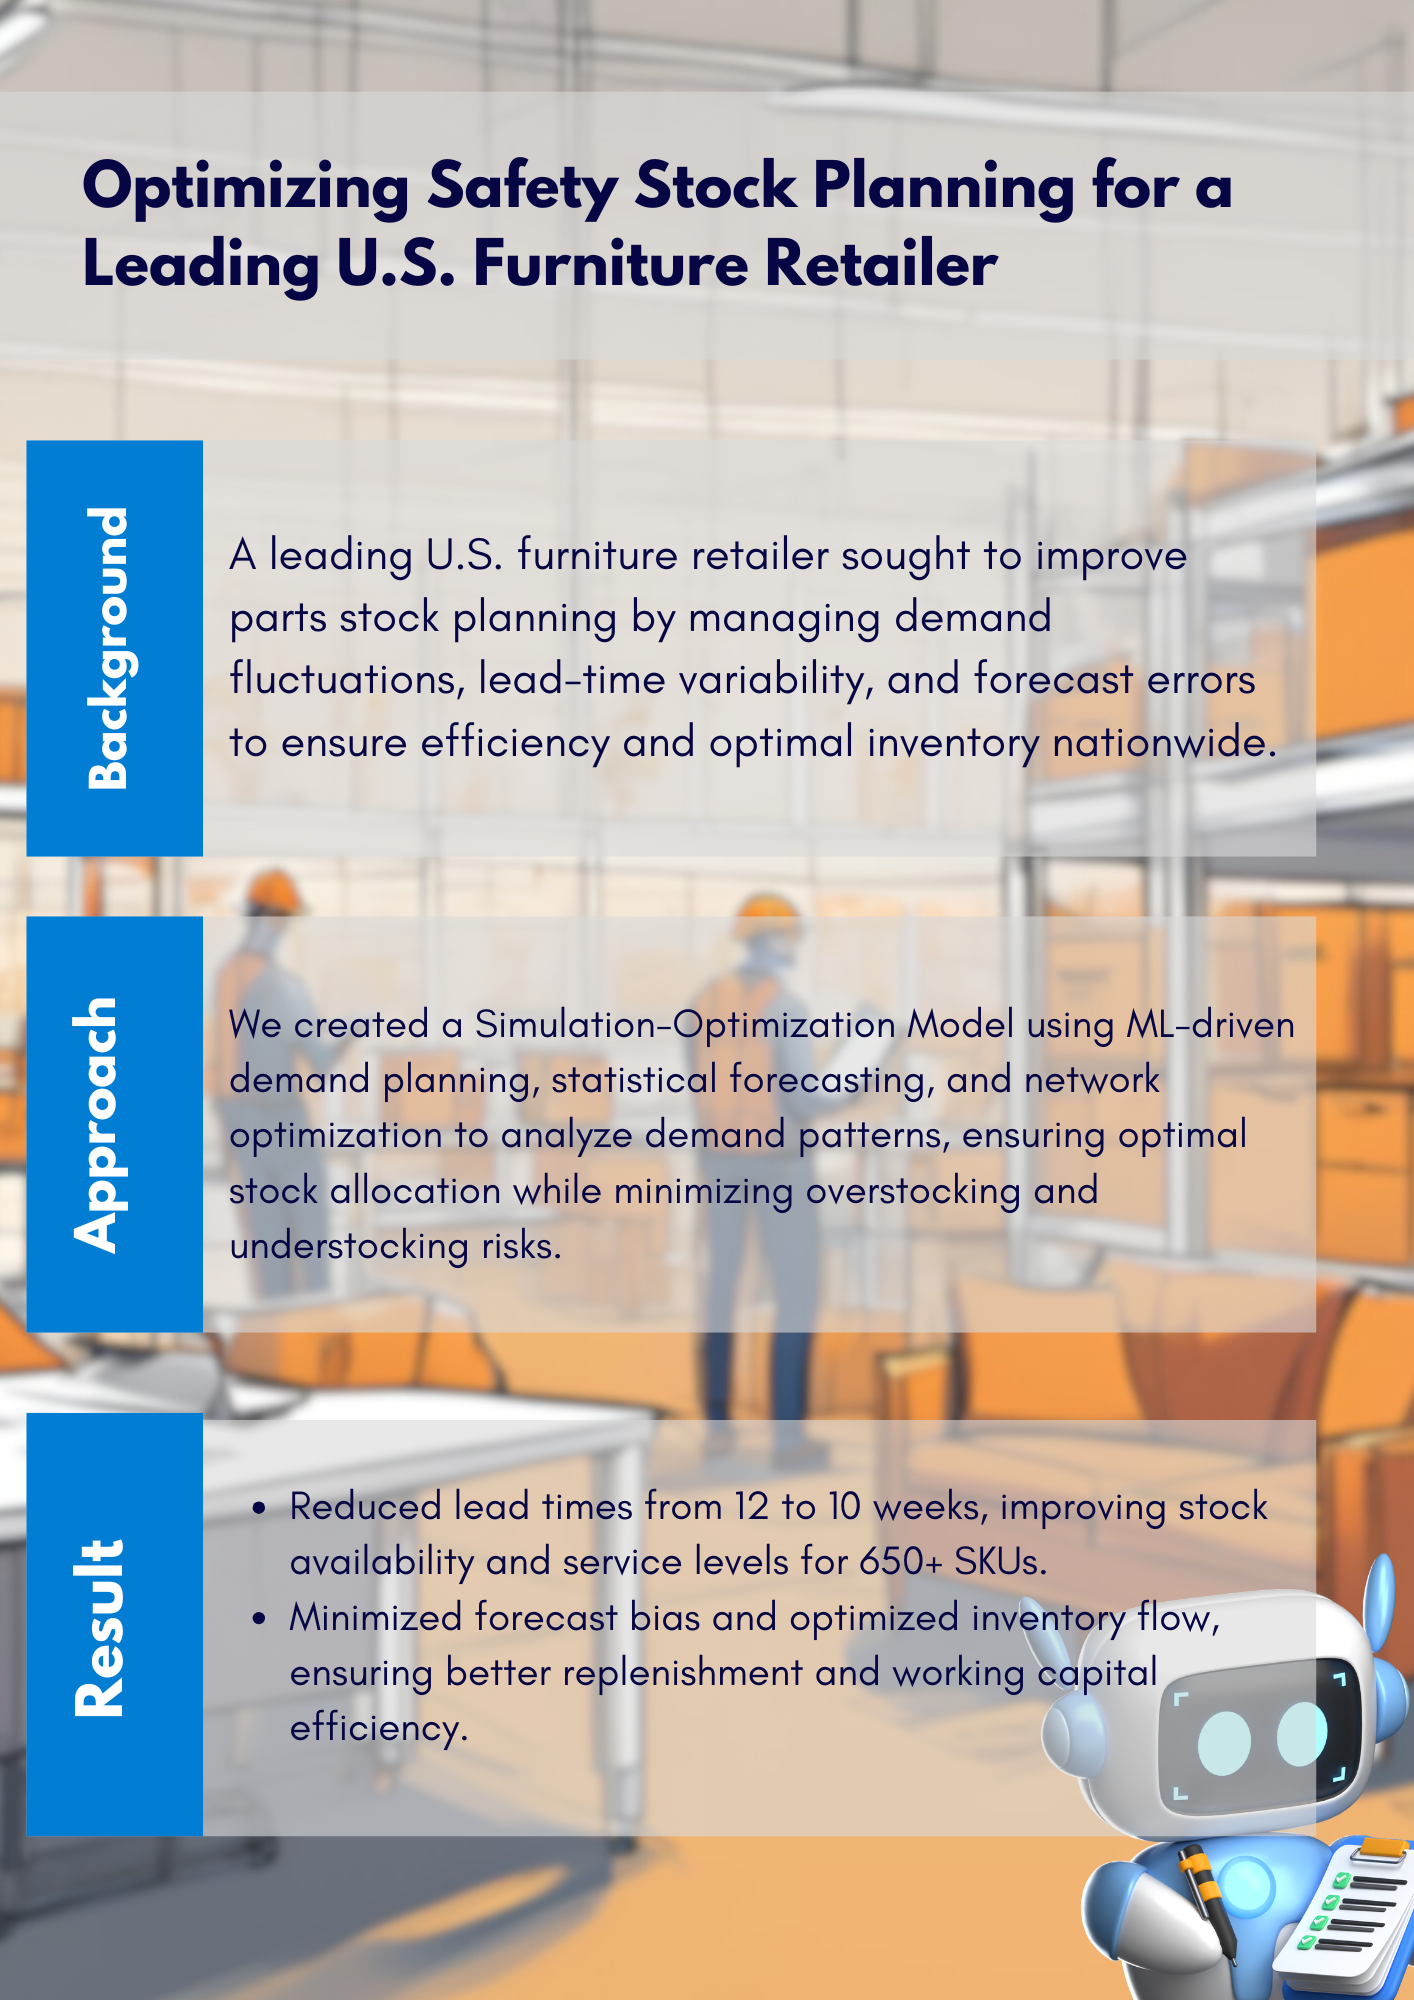 Optimizing Safety Stock Planning for a
Leading U.S. Furniture Retailer
Background
A leading U.S. furniture retailer sought to improve
parts stock planning by managing demand
fluctuations, lead-time variability, and forecast errors
to ensure efficiency and optimal inventory nationwide.
Approach
We created a Simulation-Optimization Model using ML-driven
demand planning, statistical forecasting, and network
optimization to analyze demand patterns, ensuring optimal
stock allocation while minimizing overstocking and
understocking risks.
Result
• Reduced lead times from 12 to 10 weeks, improving stock
availability and service levels for 650+ SKUs.
• Minimized forecast bias and optimized inventory flow,
ensuring better replenishment and working capital
efficiency.